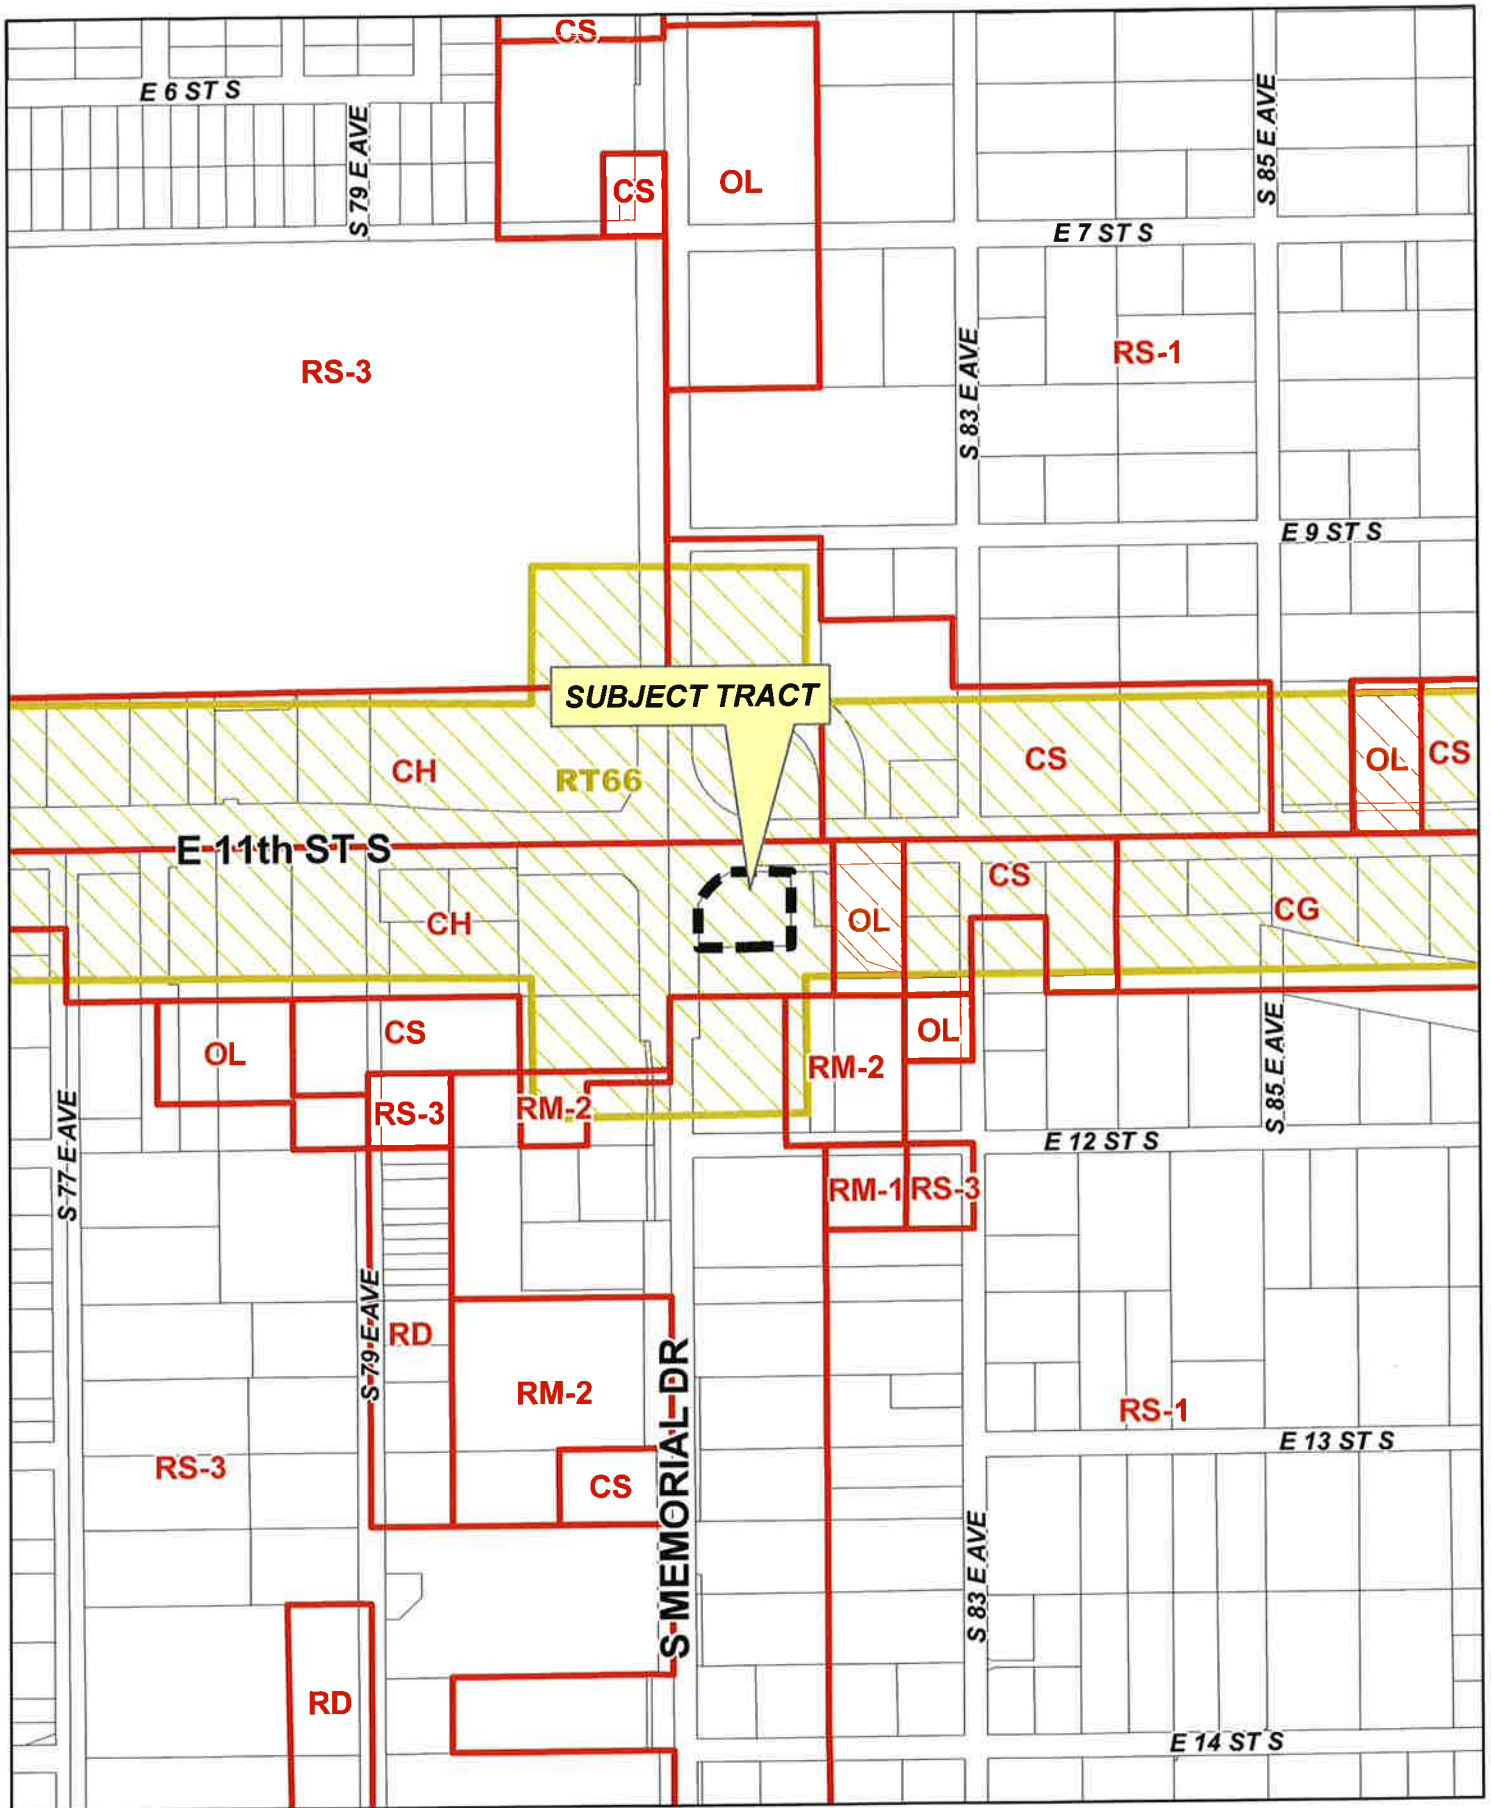 CS
E 6 ST S
S 79 E AVE
S 85 E AVE
CS
OL
E 7 ST S
RS-3
RS-1
S 83 E AVE
E 9 ST S
SUBJECT TRACT
CH
RT66
CS
OL
CS
E 11th ST S
CS
CH
OL
CG
OL
CS
OL
RM-2
S 85 E AVE
RS-3
RM-2
S 77 E AVE
E 12 ST S
RM-1
RS-3
S 79 E AVE
RD
RM-2
S MEMORIAL DR
RS-1
E 13 ST S
RS-3
CS
S 83 E AVE
RD
E 14 ST S